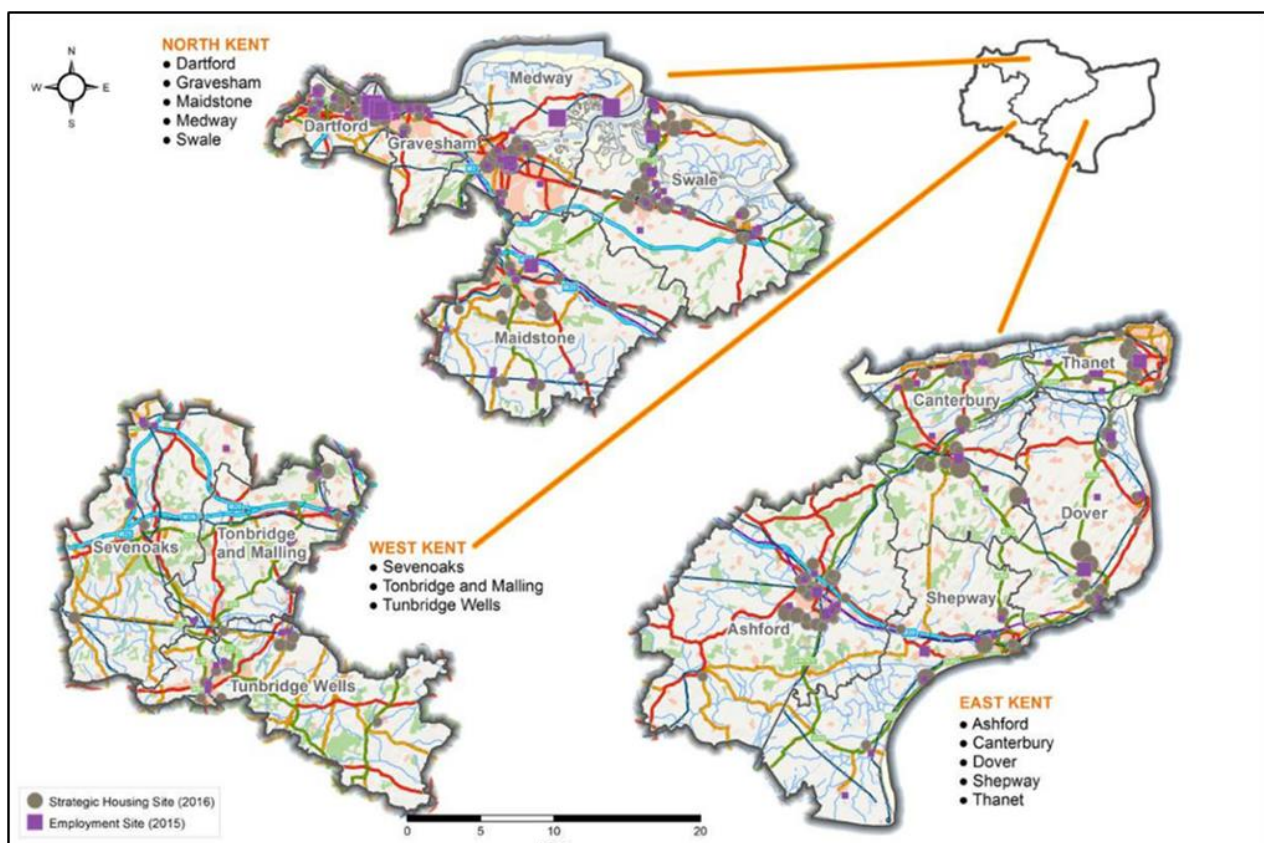 N
W E
S
NORTH KENT
● Dartford
● Gravesham
● Maidstone
● Medway
● Swale
Medway
Dartford
Gravesham
Swale
Maidstone
Thanet
Canterbury
Dover
Shepway
Ashford
Sevenoaks
Tonbridge
and Malling
Tunbridge Wells
WEST KENT
● Sevenoaks
● Tonbridge and Malling
● Tunbridge Wells
EAST KENT
● Ashford
● Canterbury
● Dover
● Shepway
● Thanet
Strategic Housing Site (2016)
Employment Site (2015)
0 5 10 20